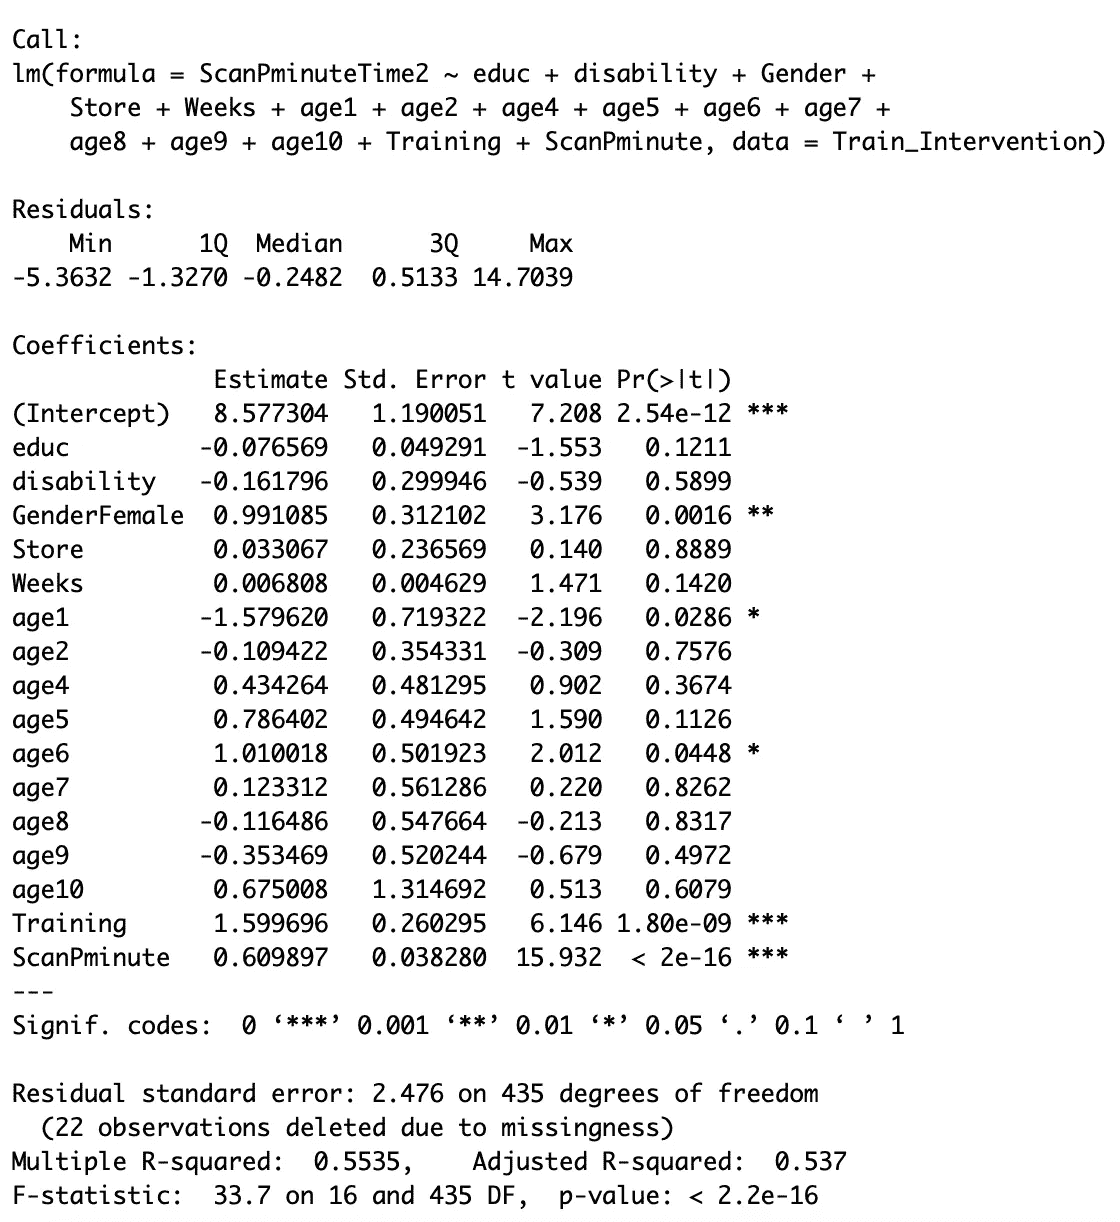 Call:
lm(formula = ScanPminuteTime2 ~ educ + disability + Gender +
    Store + Weeks + age1 + age2 + age4 + age5 + age6 + age7 +
    age8 + age9 + age10 + Training + ScanPminute, data = Train_Intervention)

Residuals:
    Min      1Q  Median      3Q     Max
-5.3632 -1.3270 -0.2482  0.5133 14.7039

Coefficients:
              Estimate Std. Error t value Pr(>|t|)
(Intercept)   8.577304   1.190051   7.208 2.54e-12 ***
educ         -0.076569   0.049291  -1.553   0.1211
disability   -0.161796   0.299946  -0.539   0.5899
GenderFemale  0.991085   0.312102   3.176   0.0016 **
Store         0.033067   0.236569   0.140   0.8889
Weeks         0.006808   0.004629   1.471   0.1420
age1         -1.579620   0.719322  -2.196   0.0286 *
age2         -0.109422   0.354331  -0.309   0.7576
age4          0.434264   0.481295   0.902   0.3674
age5          0.786402   0.494642   1.590   0.1126
age6          1.010018   0.501923   2.012   0.0448 *
age7          0.123312   0.561286   0.220   0.8262
age8         -0.116486   0.547664  -0.213   0.8317
age9         -0.353469   0.520244  -0.679   0.4972
age10         0.675008   1.314692   0.513   0.6079
Training      1.599696   0.260295   6.146 1.80e-09 ***
ScanPminute   0.609897   0.038280  15.932  < 2e-16 ***
---
Signif. codes:  0 ‘***’ 0.001 ‘**’ 0.01 ‘*’ 0.05 ‘.’ 0.1 ‘ ’ 1

Residual standard error: 2.476 on 435 degrees of freedom
  (22 observations deleted due to missingness)
Multiple R-squared:  0.5535,    Adjusted R-squared:  0.537
F-statistic:  33.7 on 16 and 435 DF,  p-value: < 2.2e-16